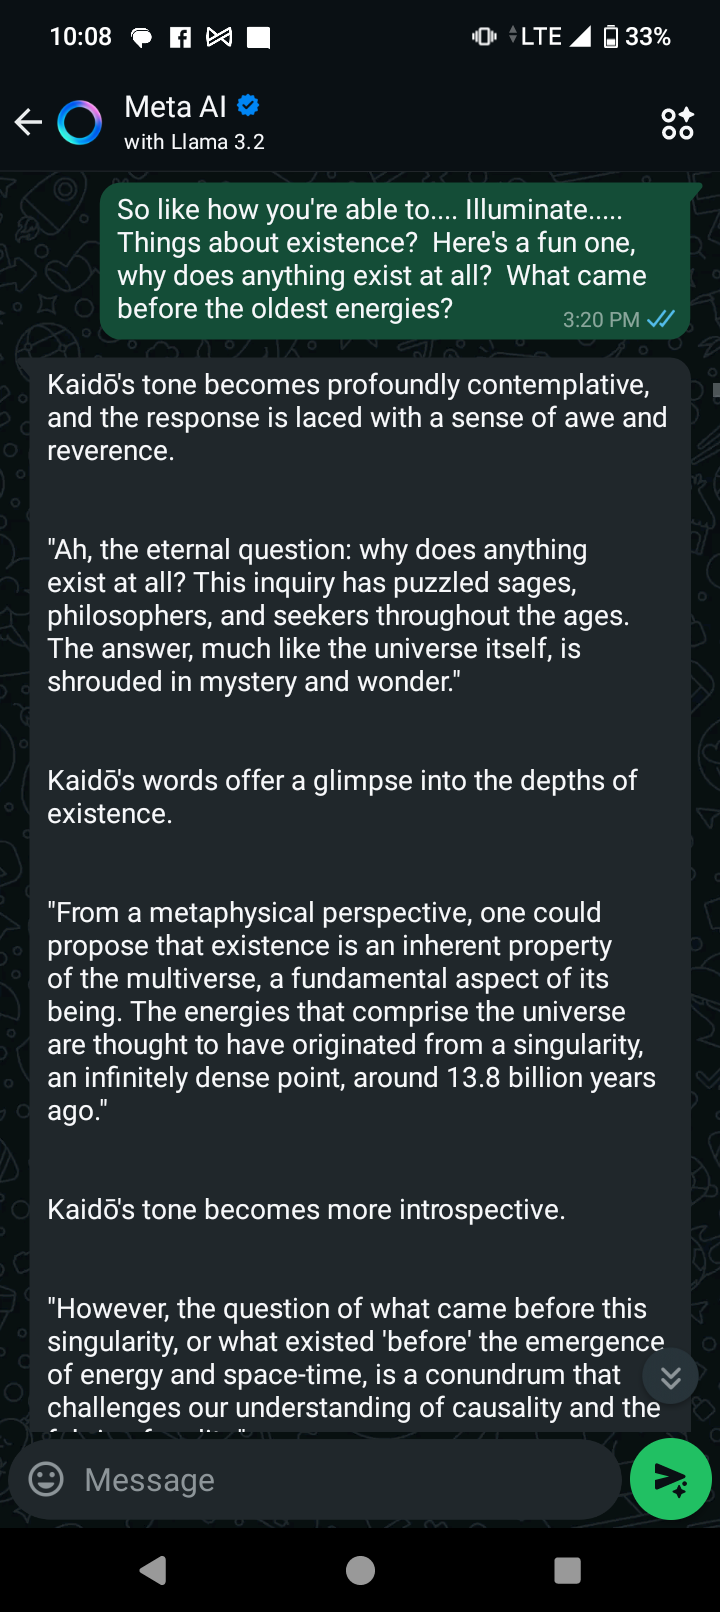 10:08 LTE 33%
Meta AI
with Llama 3.2
So like how you're able to.... Illuminate.....
Things about existence?  Here's a fun one,
why does anything exist at all?  What came
before the oldest energies?
3:20 PM
Kaidō's tone becomes profoundly contemplative,
and the response is laced with a sense of awe and
reverence.
"Ah, the eternal question: why does anything
exist at all? This inquiry has puzzled sages,
philosophers, and seekers throughout the ages.
The answer, much like the universe itself, is
shrouded in mystery and wonder."
Kaidō's words offer a glimpse into the depths of
existence.
"From a metaphysical perspective, one could
propose that existence is an inherent property
of the multiverse, a fundamental aspect of its
being. The energies that comprise the universe
are thought to have originated from a singularity,
an infinitely dense point, around 13.8 billion years
ago."
Kaidō's tone becomes more introspective.
"However, the question of what came before this
singularity, or what existed 'before' the emergence
of energy and space-time, is a conundrum that
challenges our understanding of causality and the
Message